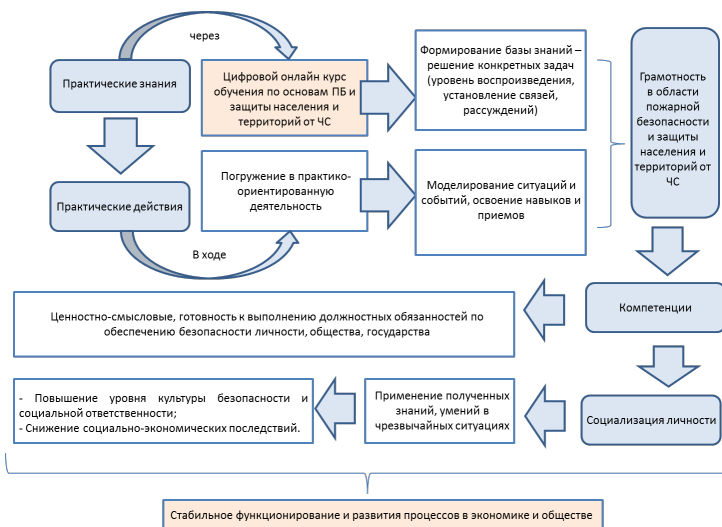 через
Практические знания
Цифровой онлайн курс
обучения по основам ПБ и
защиты населения и
территорий от ЧС
Формирование базы знаний –
решение конкретных задач
(уровень воспроизведения,
установление связей,
рассуждений)
Грамотность
в области
пожарной
безопасности
и защиты
населения и
территорий от
ЧС
Практические действия
Погружение в практико-
ориентированную
деятельность
Моделирование ситуаций и
событий, освоение навыков и
приемов
В ходе
Ценностно-смысловые, готовность к выполнению должностных обязанностей по
обеспечению безопасности личности, общества, государства
Компетенции
- Повышение уровня культуры безопасности и
социальной ответственности;
- Снижение социально-экономических последствий.
Применение полученных
знаний, умений в
чрезвычайных ситуациях
Социализация личности
Стабильное функционирование и развития процессов в экономике и обществе